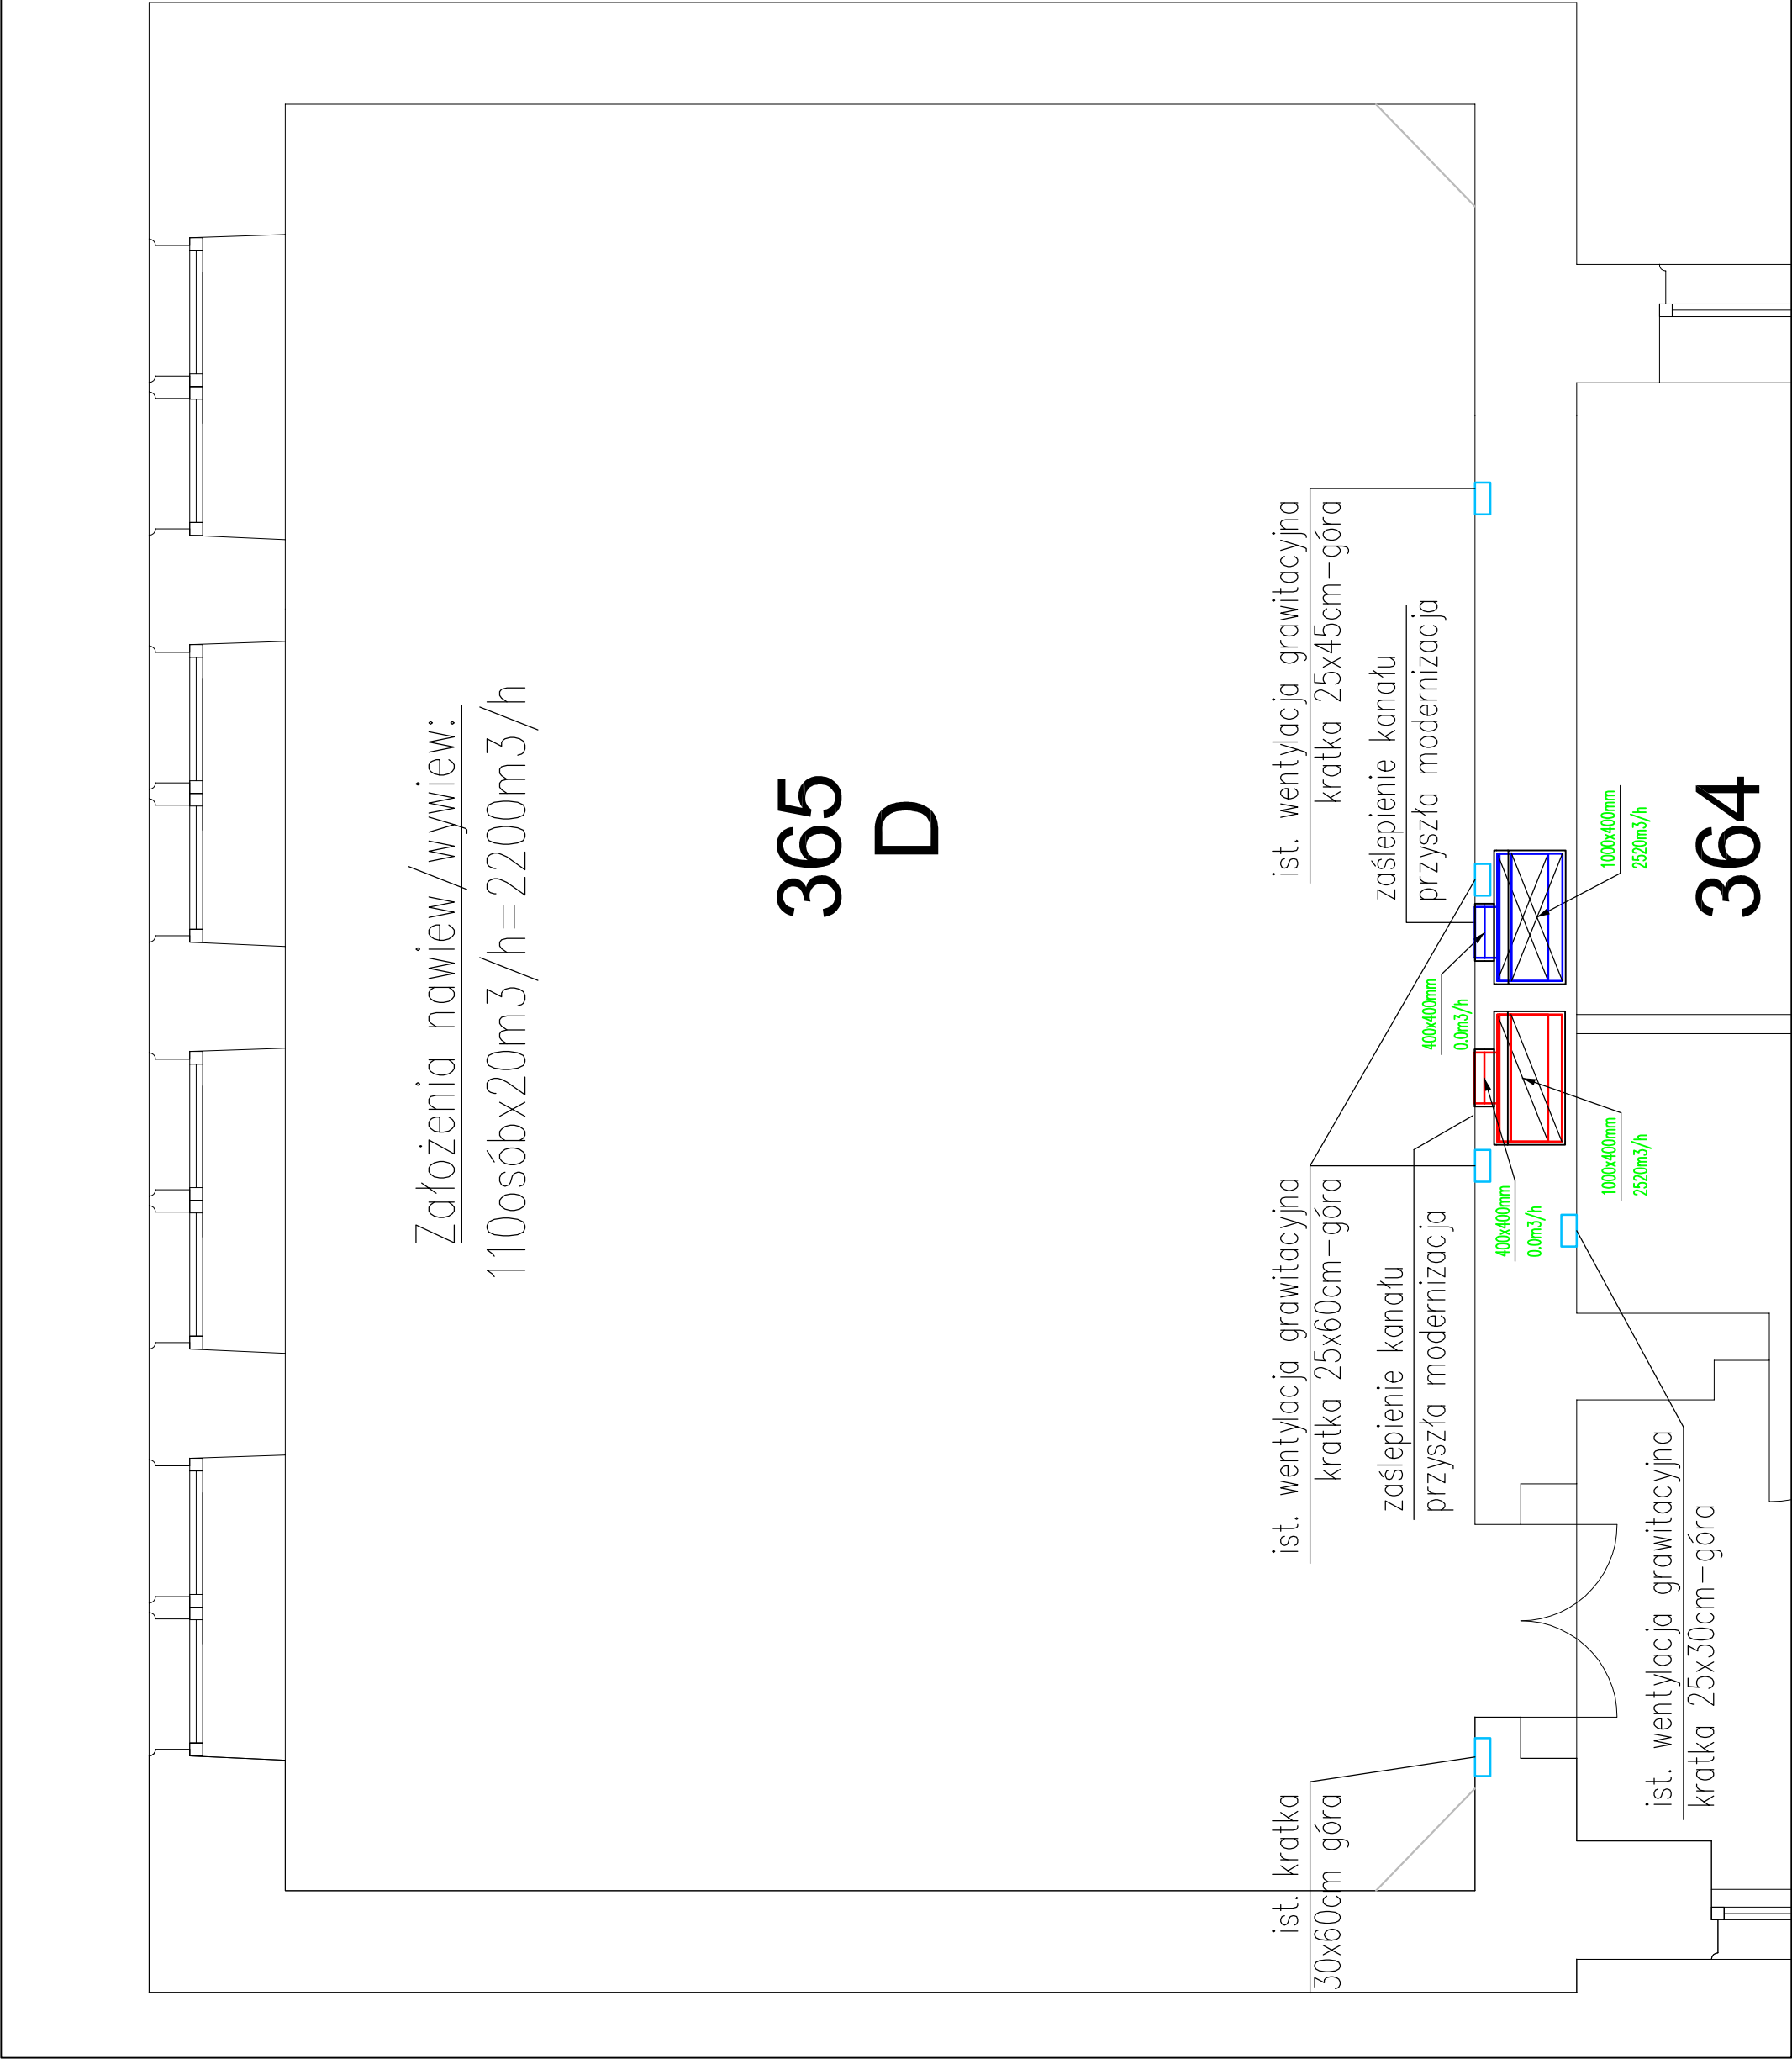 Założenia nawiew/wywiew:
110osóbx20m3/h=2200m3/h
365
D
ist. wentylacja grawitacyjna
kratka 25x45cm-góra
zaślepienie kanału
przyszła modernizacja
400x400mm
0.0m3/h
1000x400mm
2520m3/h
364
ist. wentylacja grawitacyjna
kratka 25x60cm-góra
zaślepienie kanału
przyszła modernizacja
400x400mm
0.0m3/h
1000x400mm
2520m3/h
ist. kratka
30x60cm góra
ist. wentylacja grawitacyjna
kratka 25x30cm-góra